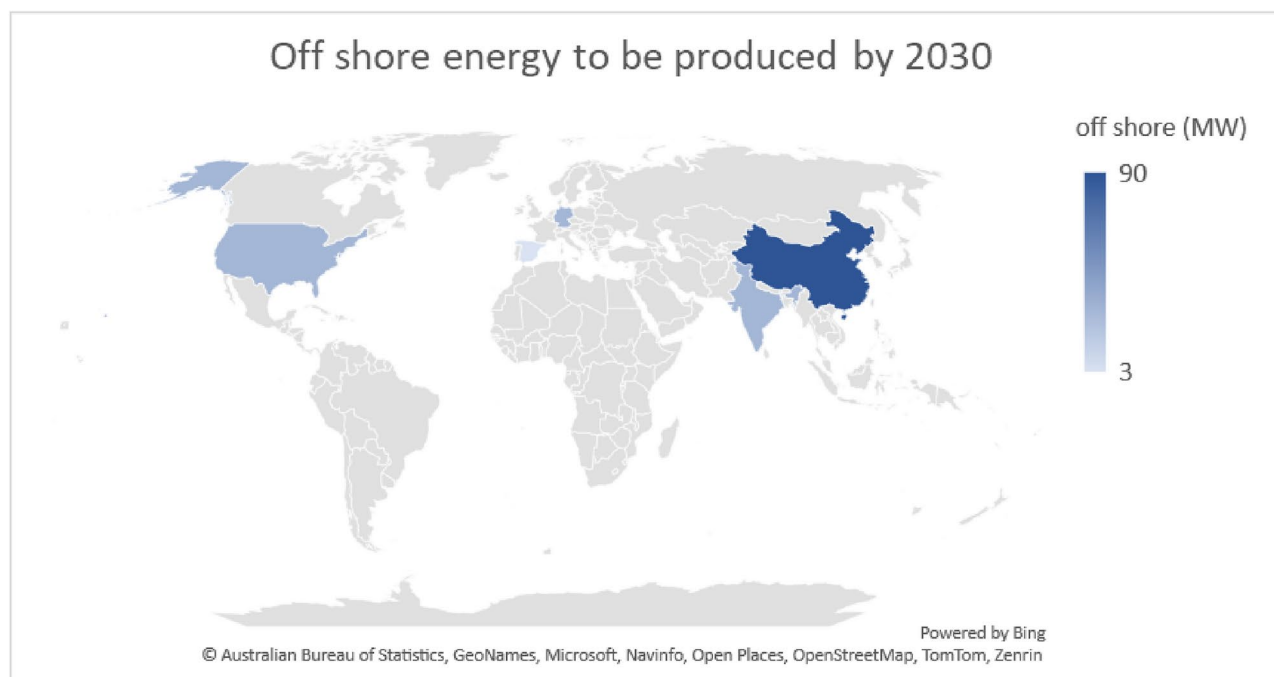 Off shore energy to be produced by 2030
off shore (MW)
90
3
Powered by Bing
© Australian Bureau of Statistics, GeoNames, Microsoft, Navinfo, Open Places, OpenStreetMap, TomTom, Zenrin